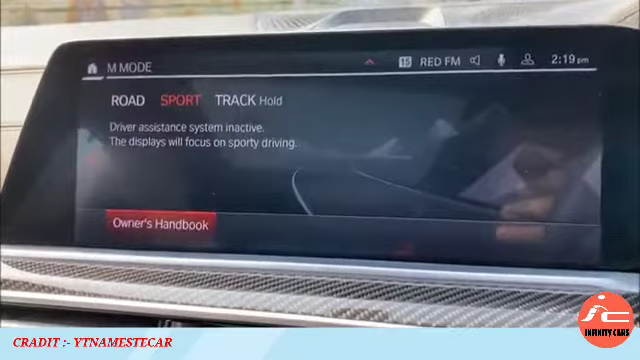 M MODE
15 RED FM 2:19 pm
ROAD SPORT TRACK Hold
Driver assistance system inactive.
The displays will focus on sporty driving.
Owner's Handbook
CRADIT :- YTNAMESTECAR
INFINITY CARS